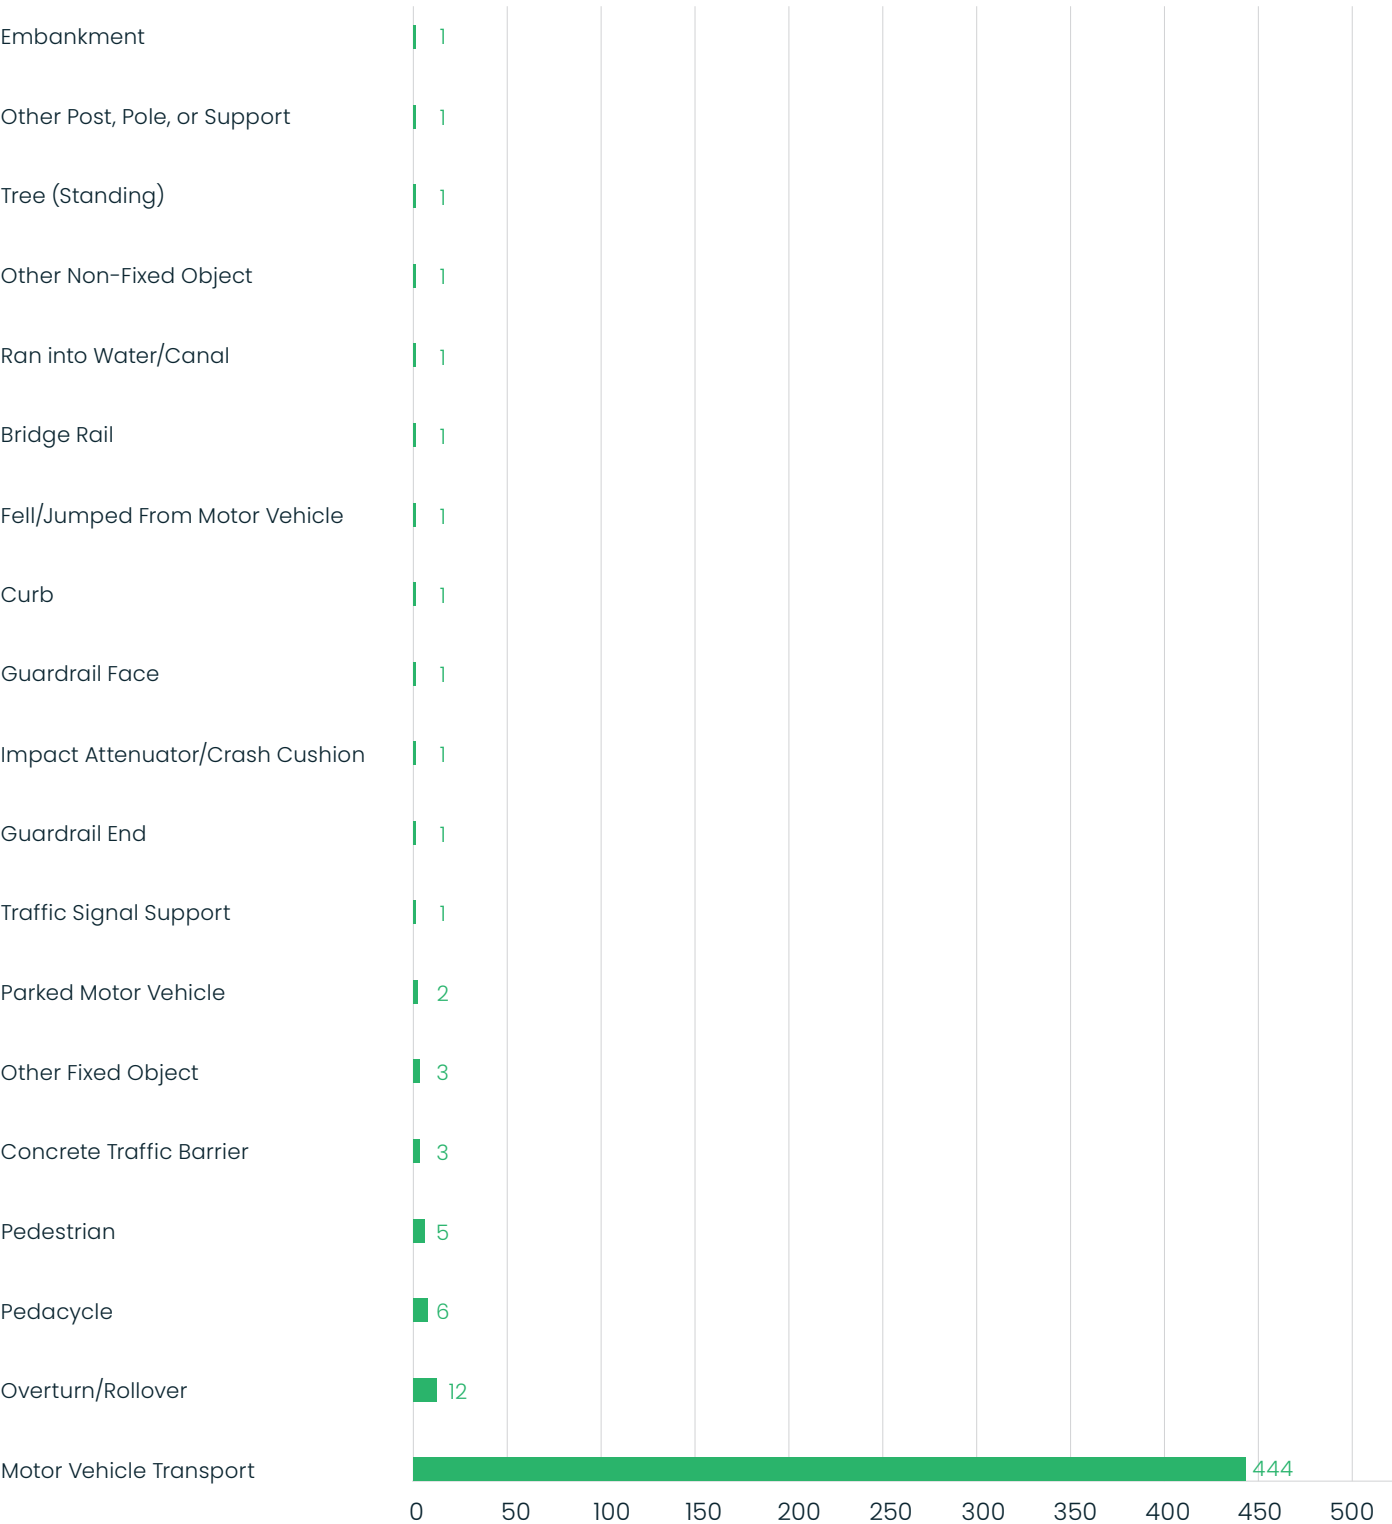 Embankment 1
Other Post, Pole, or Support 1
Tree (Standing) 1
Other Non-Fixed Object 1
Ran into Water/Canal 1
Bridge Rail 1
Fell/Jumped From Motor Vehicle 1
Curb 1
Guardrail Face 1
Impact Attenuator/Crash Cushion 1
Guardrail End 1
Traffic Signal Support 1
Parked Motor Vehicle 2
Other Fixed Object 3
Concrete Traffic Barrier 3
Pedestrian 5
Pedacycle 6
Overturn/Rollover 12
Motor Vehicle Transport 444
0 50 100 150 200 250 300 350 400 450 500